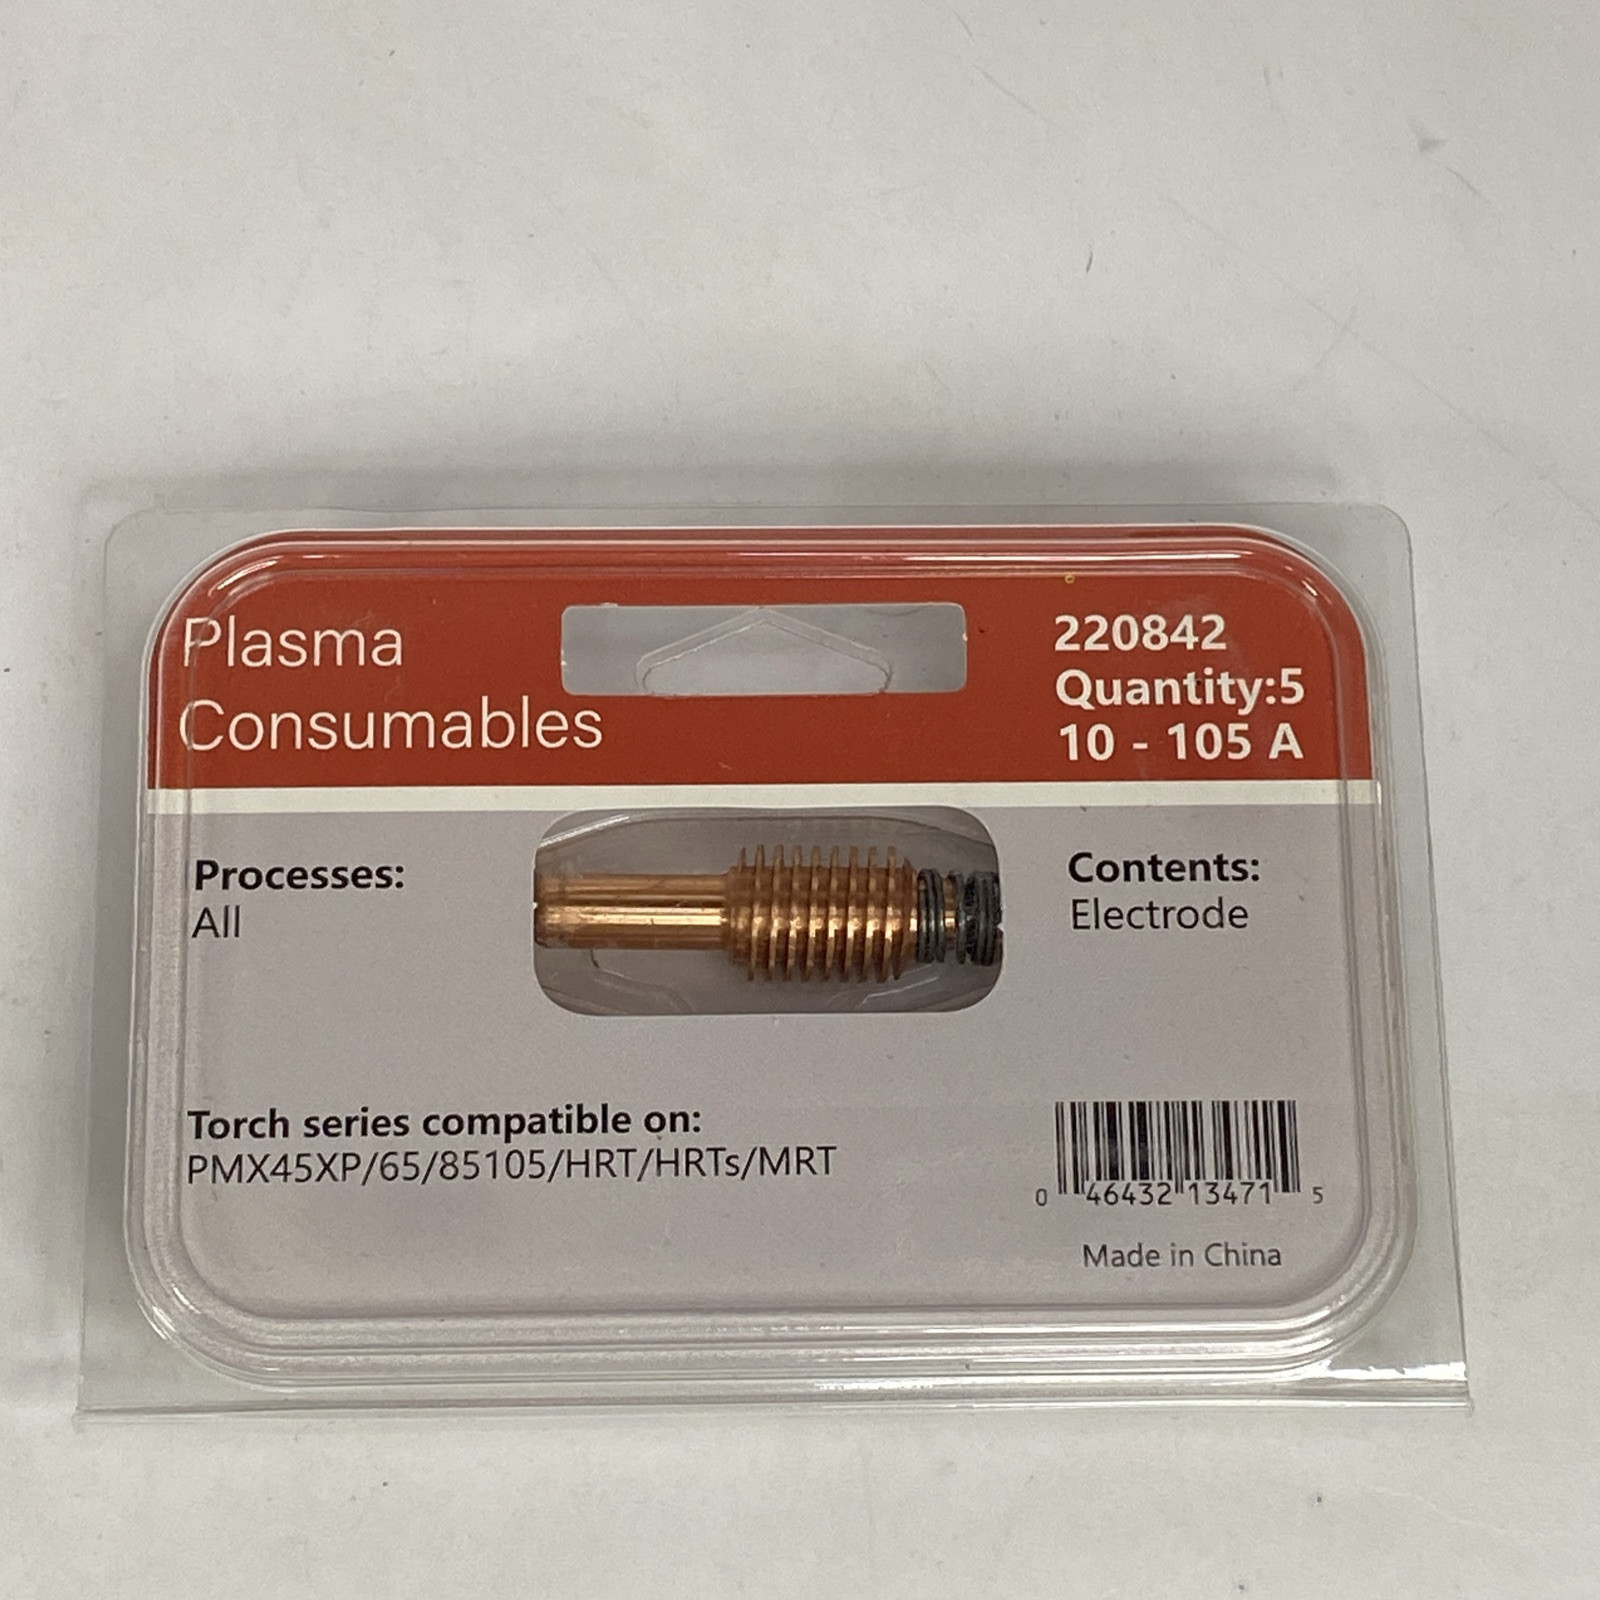 Plasma
Consumables
220842
Quantity:5
10 - 105 A
Processes:
All
Contents:
Electrode
Torch series compatible on:
PMX45XP/65/85105/HRT/HRTs/MRT
0 46432 13471 5
Made in China